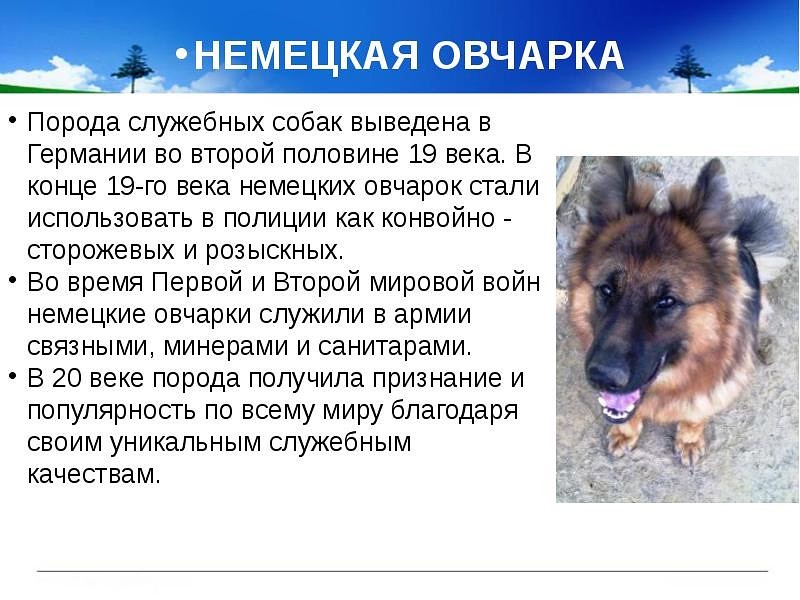 •НЕМЕЦКАЯ ОВЧАРКА
• Порода служебных собак выведена в
Германии во второй половине 19 века. В
конце 19-го века немецких овчарок стали
использовать в полиции как конвойно -
сторожевых и розыскных.
• Во время Первой и Второй мировой войн
немецкие овчарки служили в армии
связными, минерами и санитарами.
• В 20 веке порода получила признание и
популярность по всему миру благодаря
своим уникальным служебным
качествам.